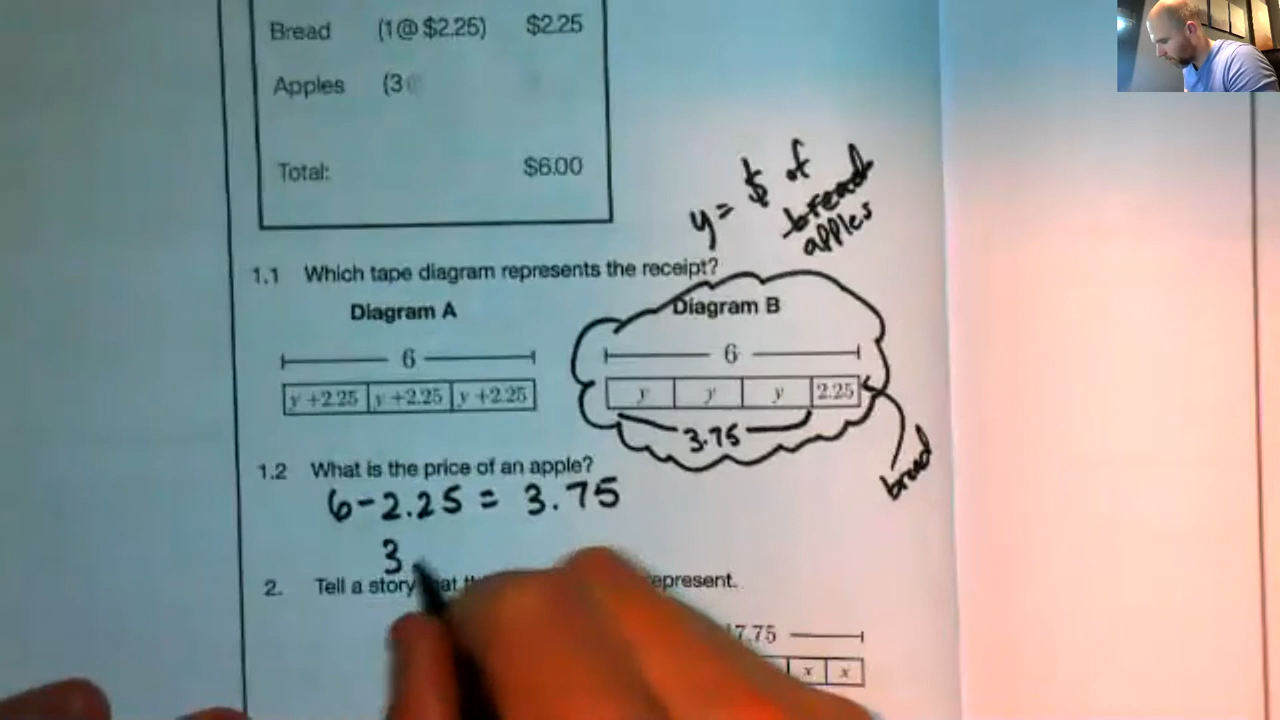 Bread (1@ $2.25) $2.25
Apples (3
Total: $6.00
y = $ of
bread
apples
1.1 Which tape diagram represents the receipt?
Diagram A
6
y +2.25 y +2.25 y +2.25
Diagram B
6
y y y 2.25
3.75
bread
1.2 What is the price of an apple?
6-2.25 = 3.75
3.
2. Tell a story represent.
7.75
x x